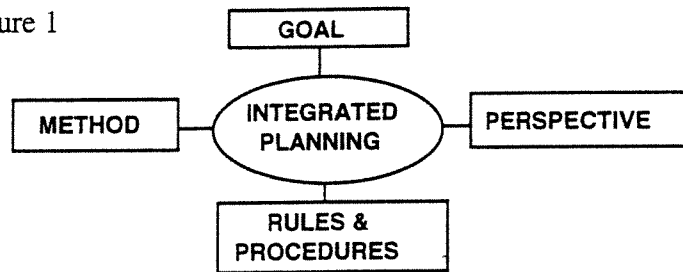 ure 1
GOAL
METHOD
INTEGRATED
PLANNING
PERSPECTIVE
RULES &
PROCEDURES